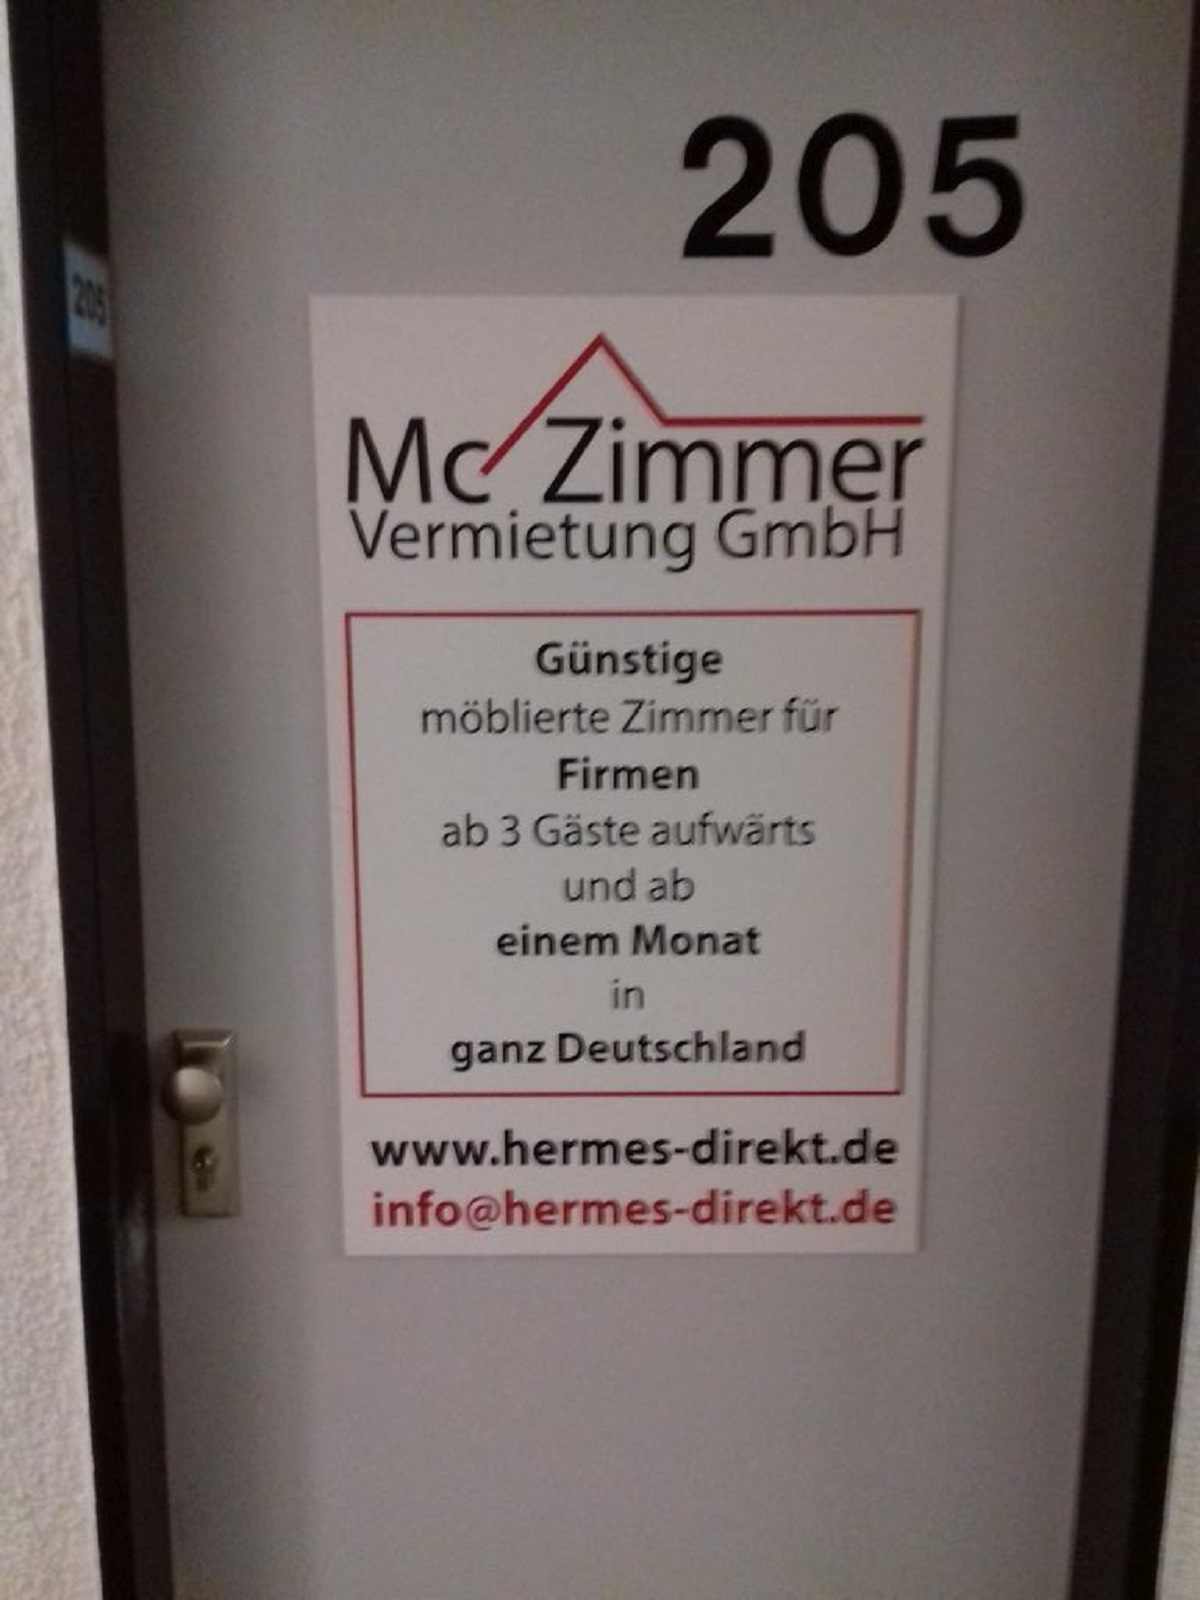 205
205
Mc Zimmer
Vermietung GmbH
Günstige
möblierte Zimmer für
Firmen
ab 3 Gäste aufwärts
und ab
einem Monat
in
ganz Deutschland
www.hermes-direkt.de
info@hermes-direkt.de